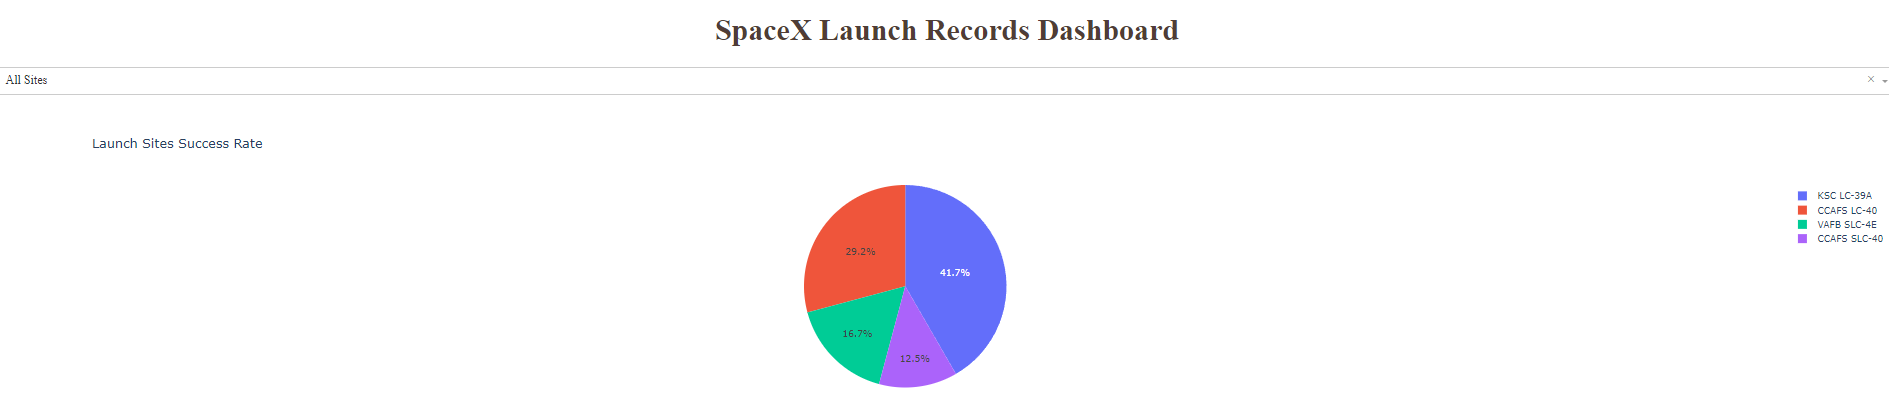 SpaceX Launch Records Dashboard
All Sites
×
Launch Sites Success Rate
KSC LC-39A
CCAFS LC-40
VAFB SLC-4E
CCAFS SLC-40
29.2%
41.7%
16.7%
12.5%